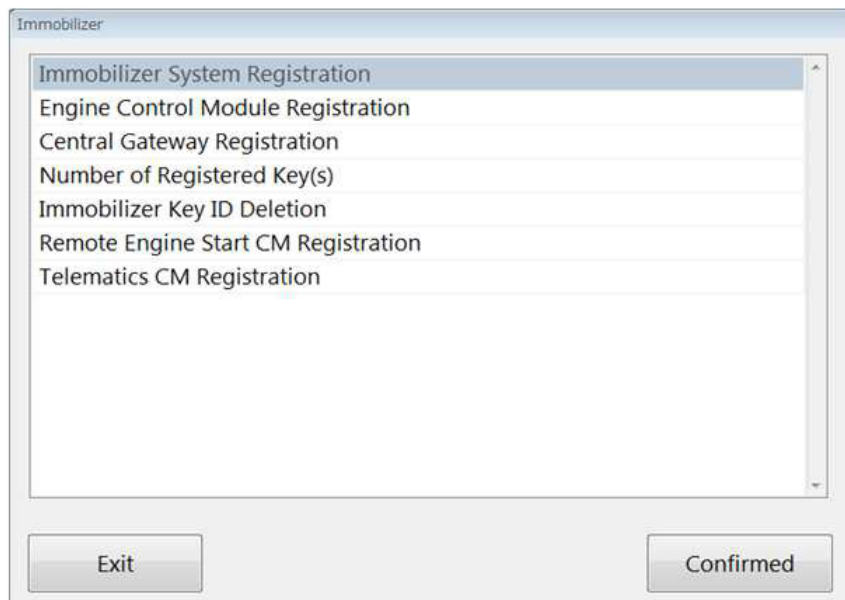 Immobilizer
Immobilizer System Registration
Engine Control Module Registration
Central Gateway Registration
Number of Registered Key(s)
Immobilizer Key ID Deletion
Remote Engine Start CM Registration
Telematics CM Registration
Exit
Confirmed